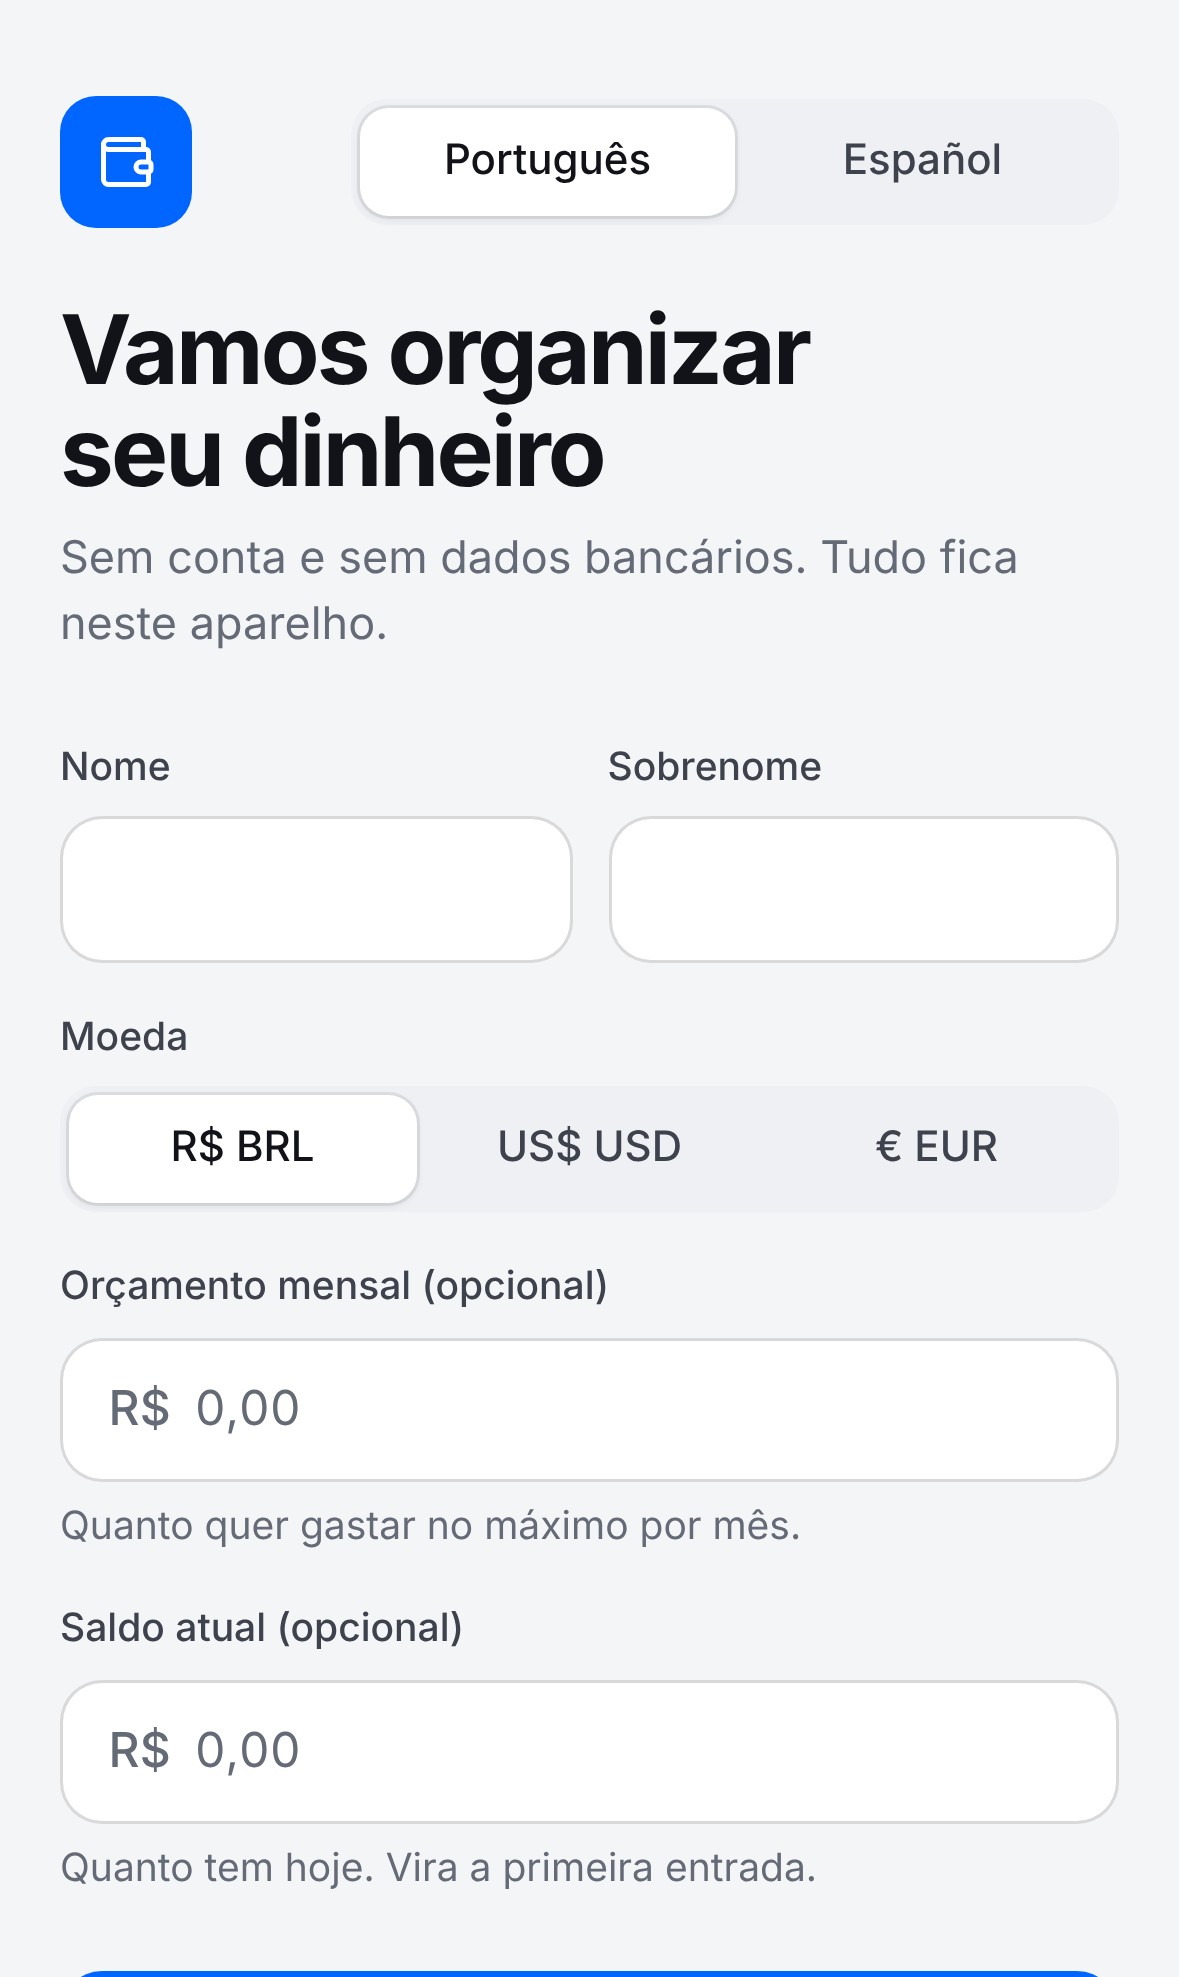 Português Español
Vamos organizar
seu dinheiro
Sem conta e sem dados bancários. Tudo fica
neste aparelho.
Nome Sobrenome
Moeda
R$ BRL US$ USD € EUR
Orçamento mensal (opcional)
R$ 0,00
Quanto quer gastar no máximo por mês.
Saldo atual (opcional)
R$ 0,00
Quanto tem hoje. Vira a primeira entrada.